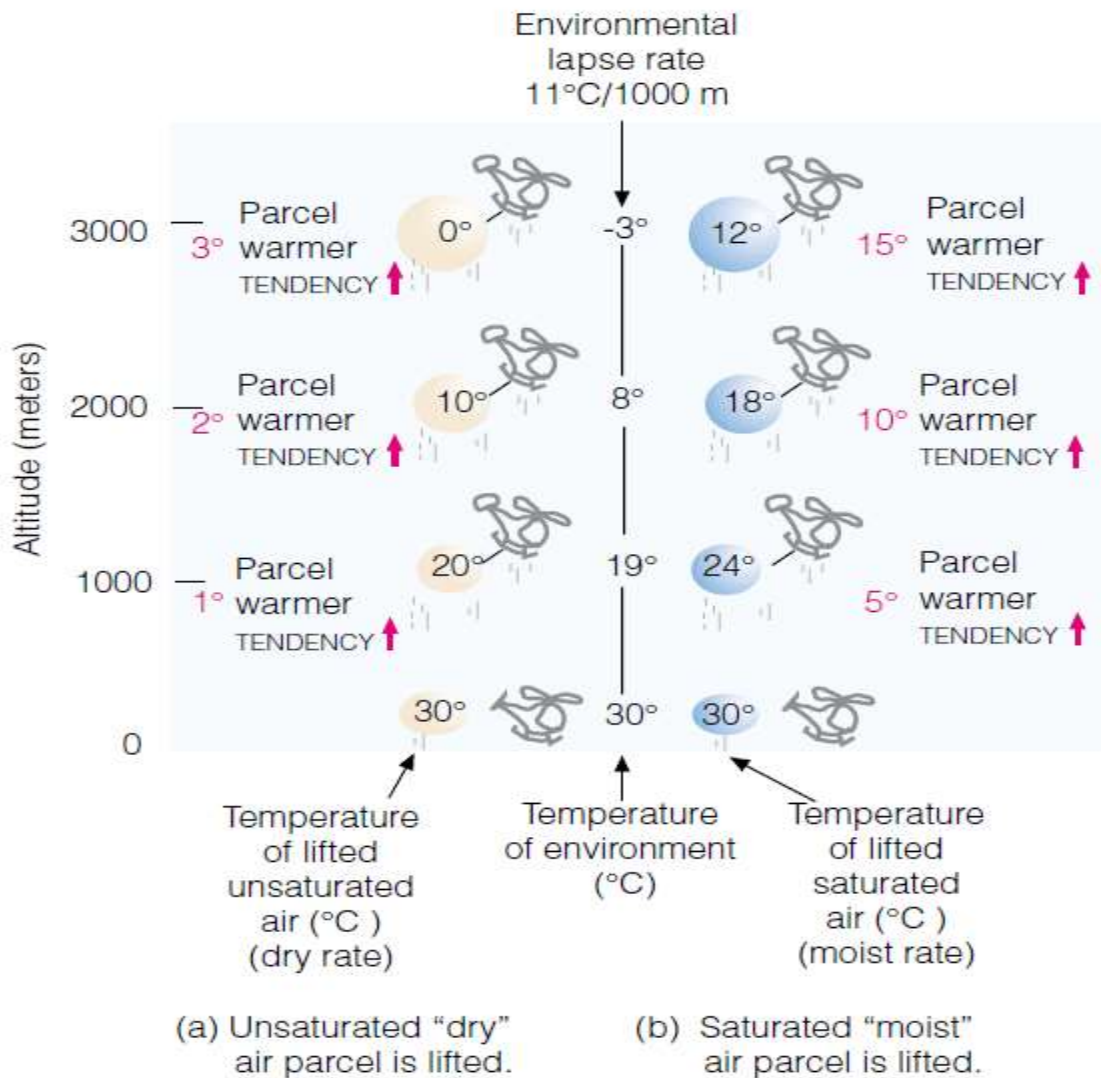 Environmental
lapse rate
11°C/1000 m
3000
3°
Parcel
warmer
TENDENCY
0°
-3°
12°
15°
Parcel
warmer
TENDENCY
Altitude (meters)
2000
2°
Parcel
warmer
TENDENCY
10°
8°
18°
10°
Parcel
warmer
TENDENCY
1000
1°
Parcel
warmer
TENDENCY
20°
19°
24°
5°
Parcel
warmer
TENDENCY
0
30°
30°
30°
Temperature
of lifted
unsaturated
air (°C )
(dry rate)
Temperature
of environment
(°C)
Temperature
of lifted
saturated
air (°C )
(moist rate)
(a) Unsaturated “dry”
air parcel is lifted.
(b) Saturated “moist”
air parcel is lifted.